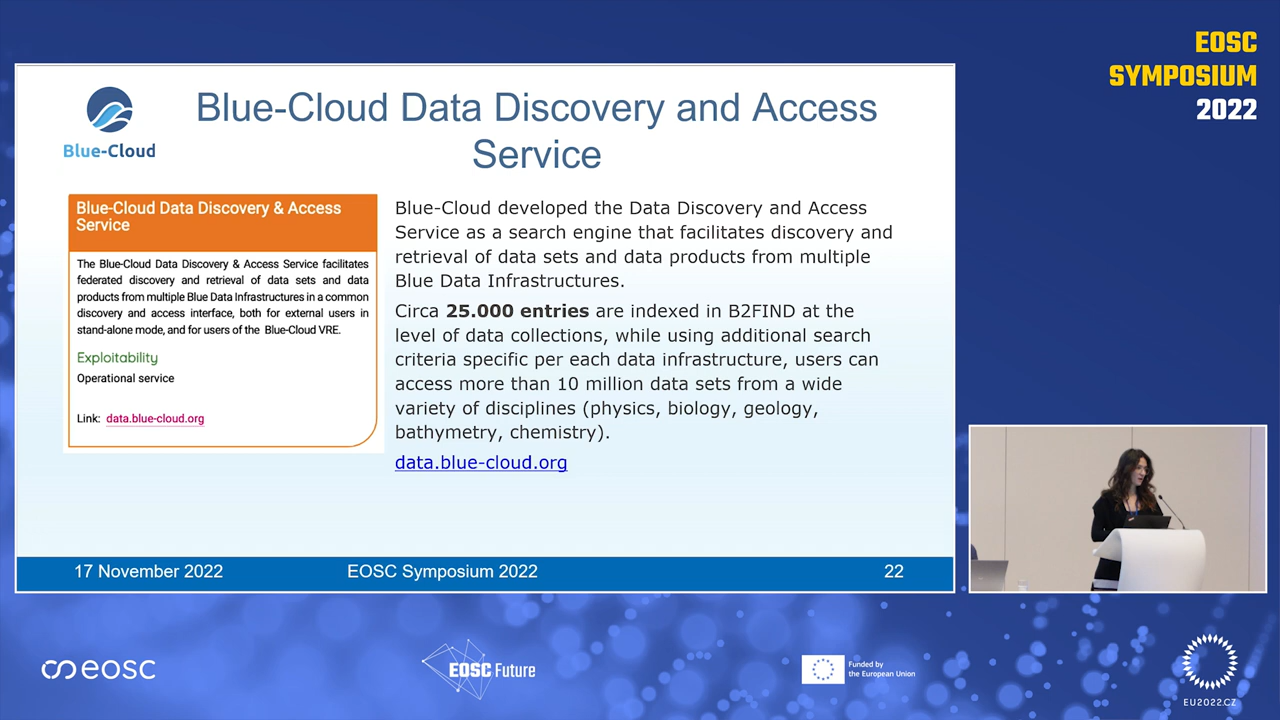 EOSC
SYMPOSIUM
2022
Blue-Cloud
Blue-Cloud Data Discovery and Access
Service
Blue-Cloud Data Discovery & Access
Service
The Blue-Cloud Data Discovery & Access Service facilitates
federated discovery and retrieval of data sets and data
products from multiple Blue Data Infrastructures in a common
discovery and access interface, both for external users in
stand-alone mode, and for users of the Blue-Cloud VRE.
Exploitability
Operational service
Link: data.blue-cloud.org
Blue-Cloud developed the Data Discovery and Access
Service as a search engine that facilitates discovery and
retrieval of data sets and data products from multiple
Blue Data Infrastructures.
Circa 25.000 entries are indexed in B2FIND at the
level of data collections, while using additional search
criteria specific per each data infrastructure, users can
access more than 10 million data sets from a wide
variety of disciplines (physics, biology, geology,
bathymetry, chemistry).
data.blue-cloud.org
17 November 2022 EOSC Symposium 2022 22
eosc
EOSC Future
Funded by
the European Union
EU2022.CZ